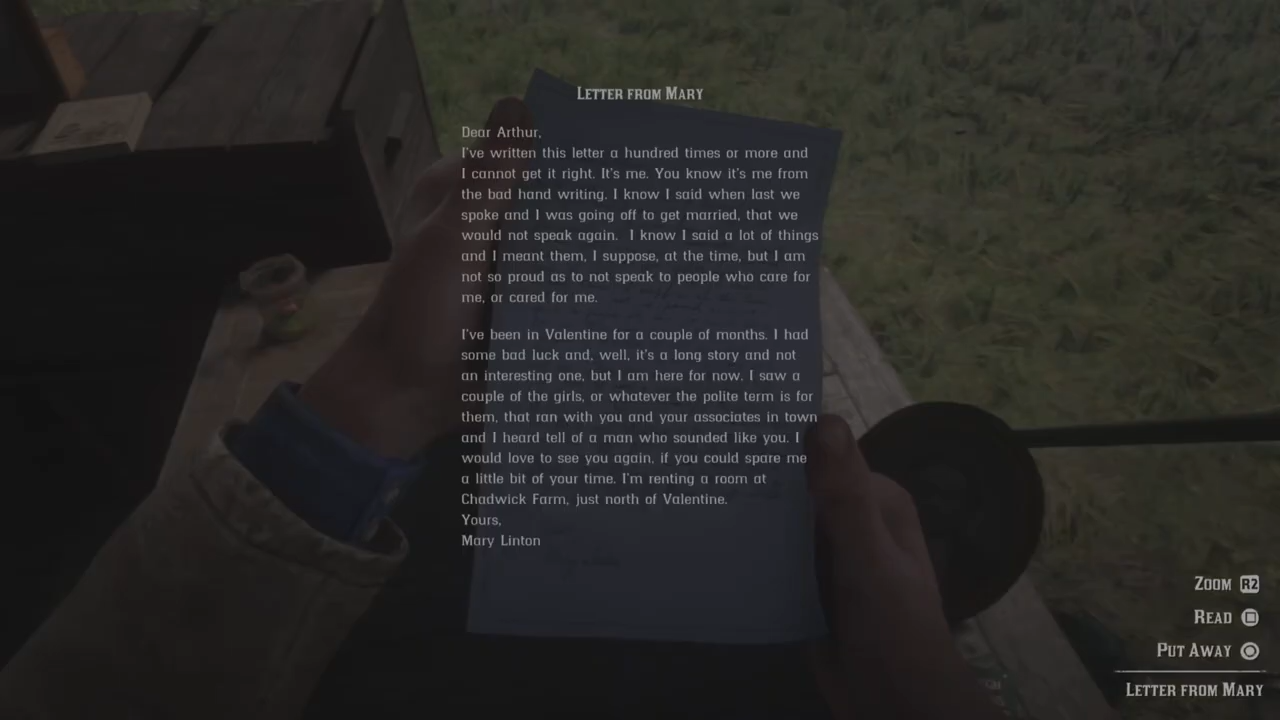 LETTER FROM MARY
Dear Arthur,
I've written this letter a hundred times or more and
I cannot get it right. It's me. You know it's me from
the bad hand writing. I know I said when last we
spoke and I was going off to get married, that we
would not speak again.  I know I said a lot of things
and I meant them, I suppose, at the time, but I am
not so proud as to not speak to people who care for
me, or cared for me.
I've been in Valentine for a couple of months. I had
some bad luck and, well, it's a long story and not
an interesting one, but I am here for now. I saw a
couple of the girls, or whatever the polite term is for
them, that ran with you and your associates in town
and I heard tell of a man who sounded like you. I
would love to see you again, if you could spare me
a little bit of your time. I'm renting a room at
Chadwick Farm, just north of Valentine.
Yours,
Mary Linton
ZOOM R2
READ
PUT AWAY
LETTER FROM MARY